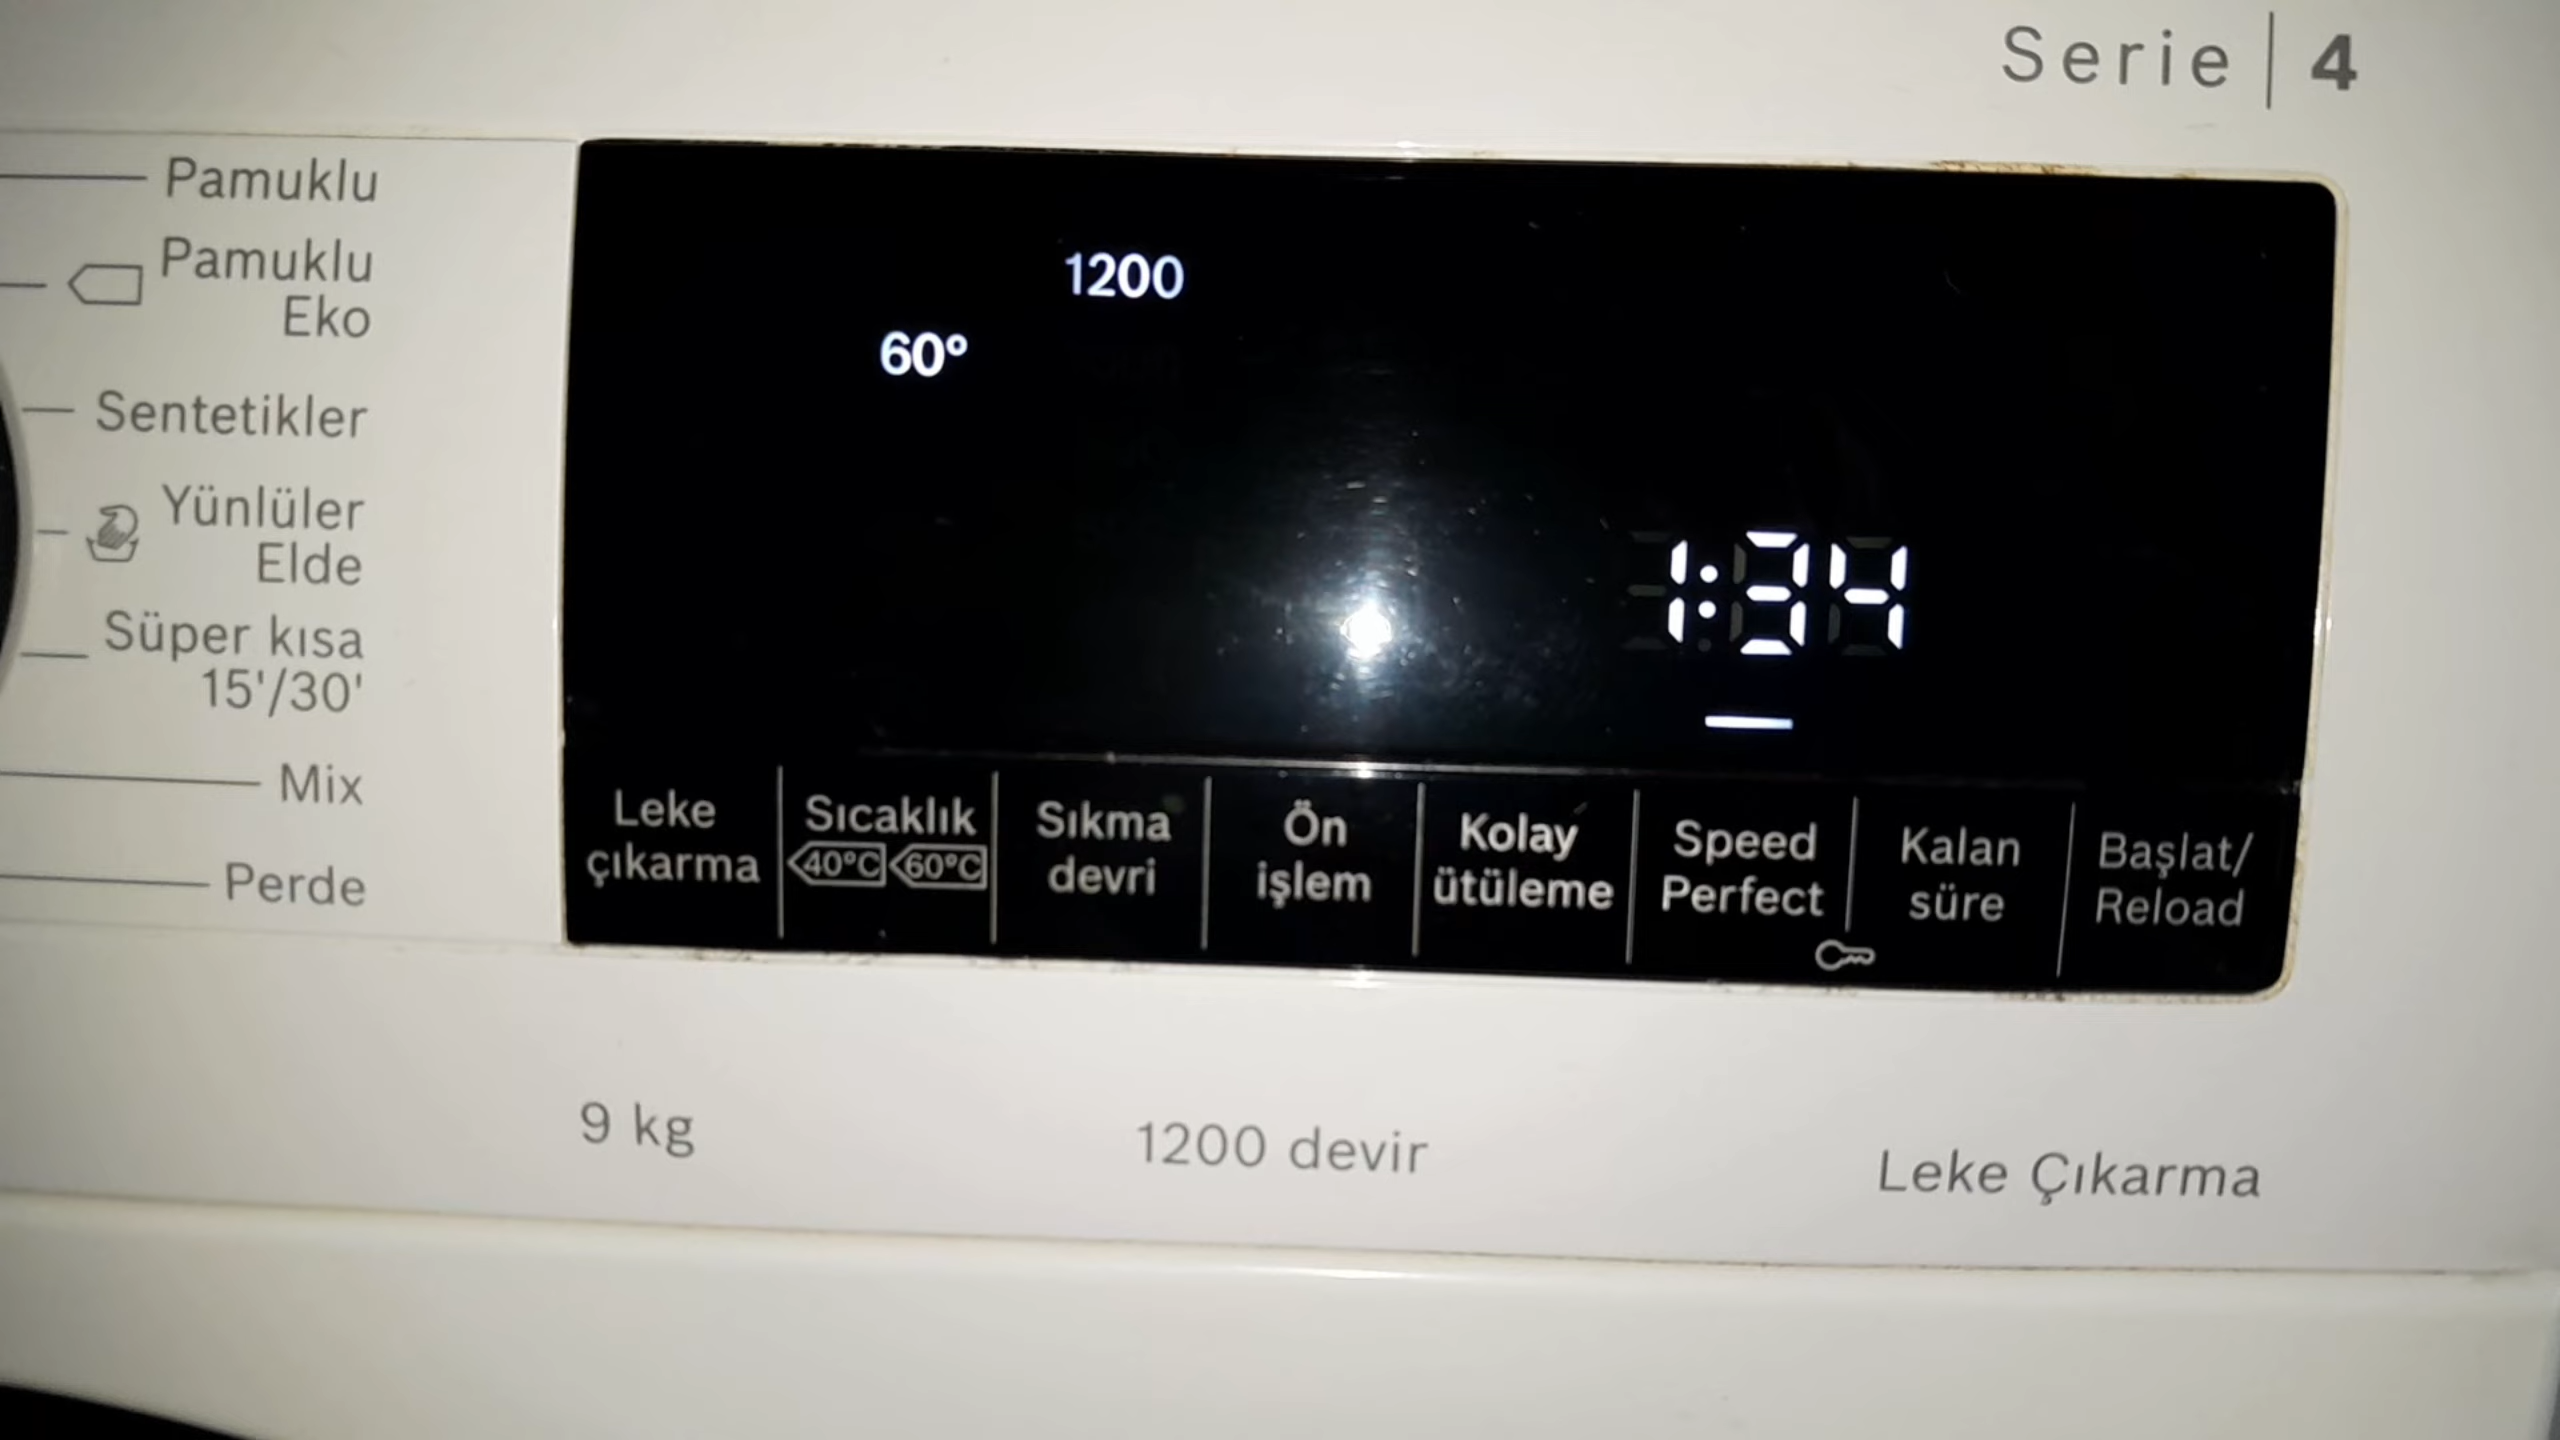 Serie | 4
Pamuklu
Pamuklu
Eko
Sentetikler
Yünlüler
Elde
Süper kısa
15'/30'
Mix
Perde
1200
60°
1:34
Leke
çıkarma
Sıcaklık
40°C 60°C
Sıkma
devri
Ön
işlem
Kolay
ütüleme
Speed
Perfect
Kalan
süre
Başlat/
Reload
9 kg
1200 devir
Leke Çıkarma